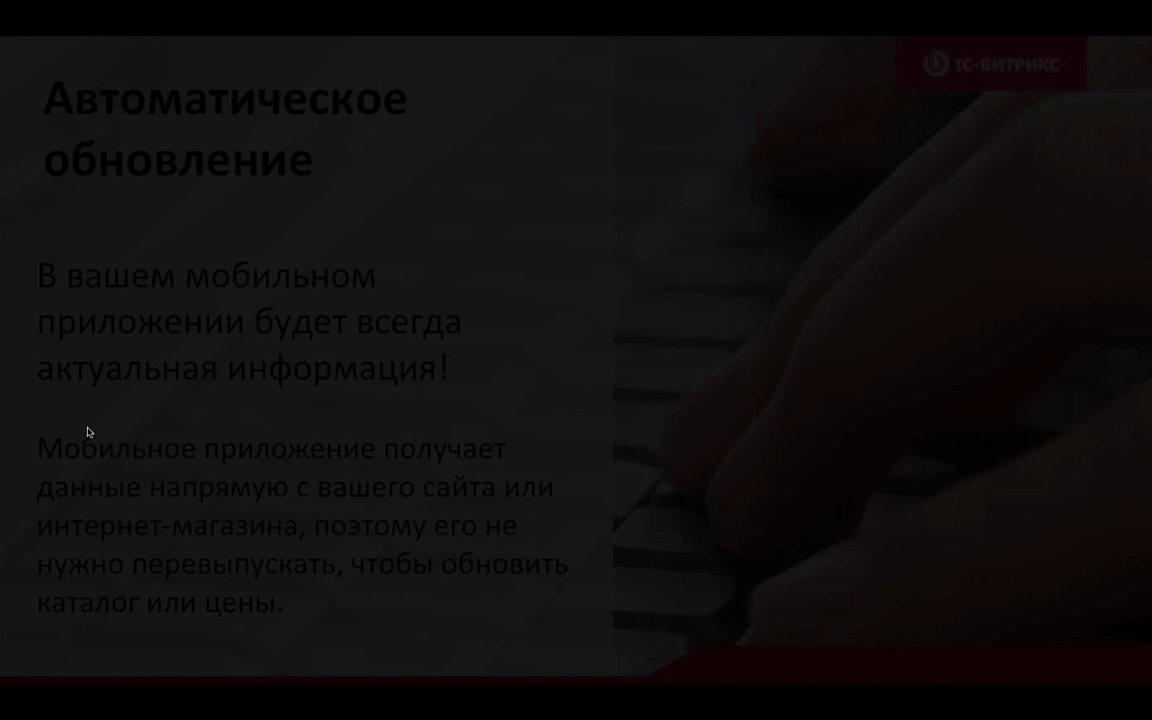 1С·БИТРИКС
Автоматическое
обновление
В вашем мобильном
приложении будет всегда
актуальная информация!
Мобильное приложение получает
данные напрямую с вашего сайта или
интернет-магазина, поэтому его не
нужно перевыпускать, чтобы обновить
каталог или цены.